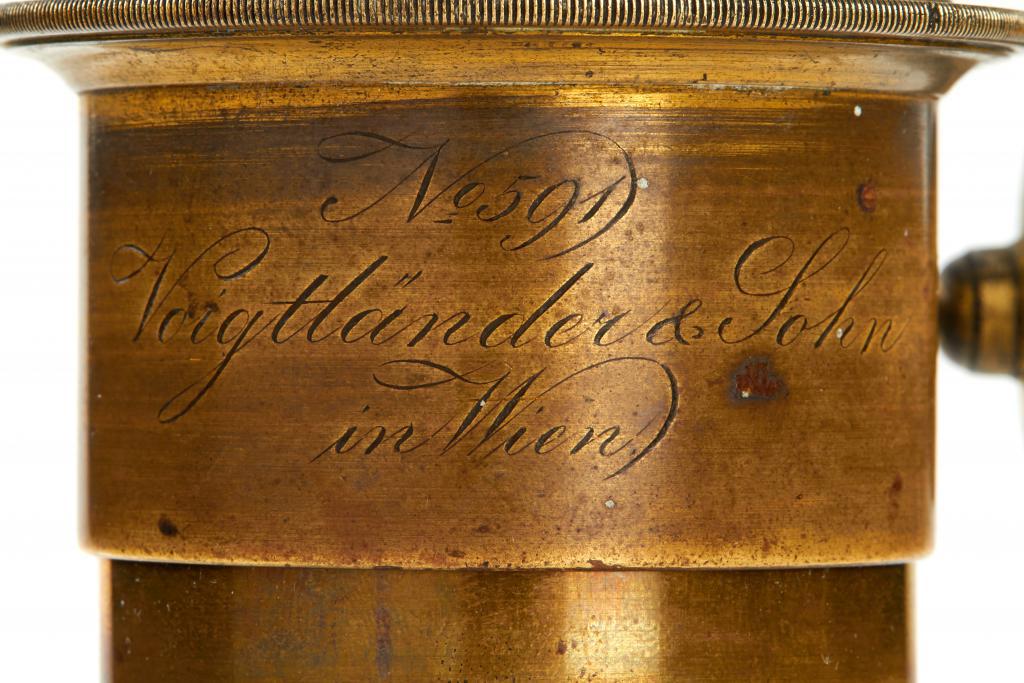 No 591
Voigtländer & Sohn
in Wien